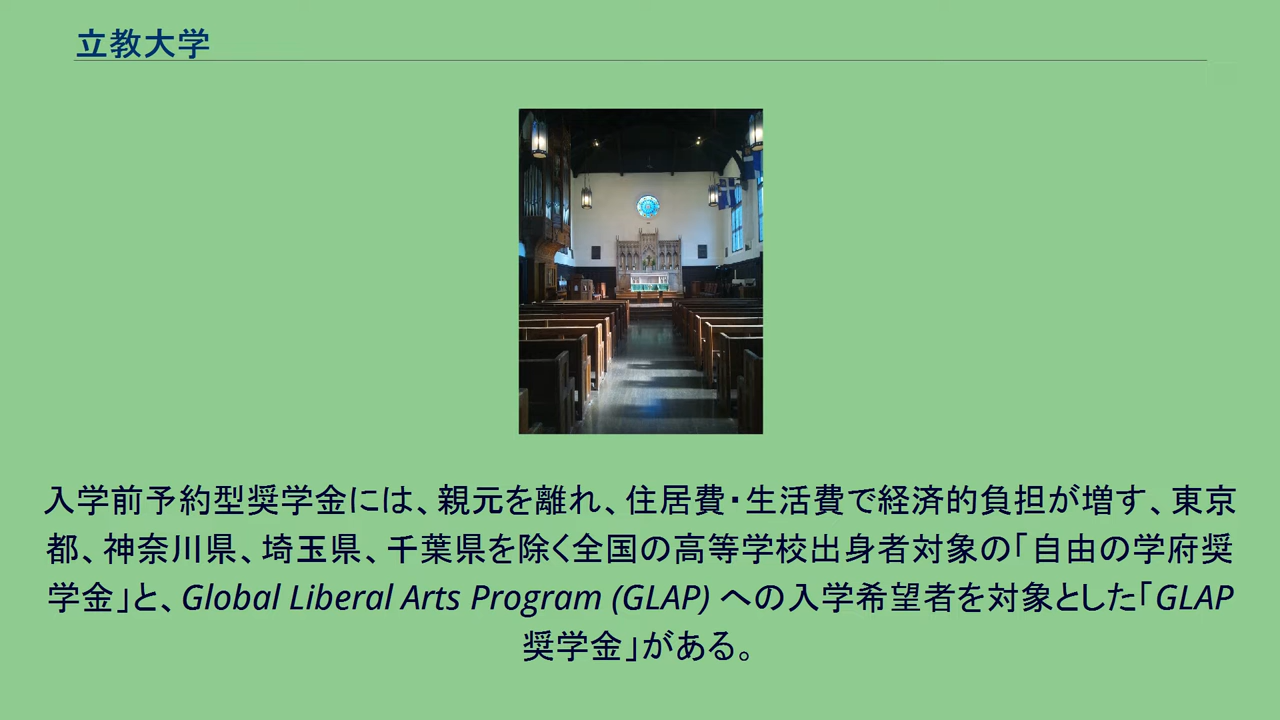 立教大学
入学前予約型奨学金には、親元を離れ、住居費・生活費で経済的負担が増す、東京
都、神奈川県、埼玉県、千葉県を除く全国の高等学校出身者対象の「自由の学府奨
学金」と、Global Liberal Arts Program (GLAP) への入学希望者を対象とした「GLAP
奨学金」がある。